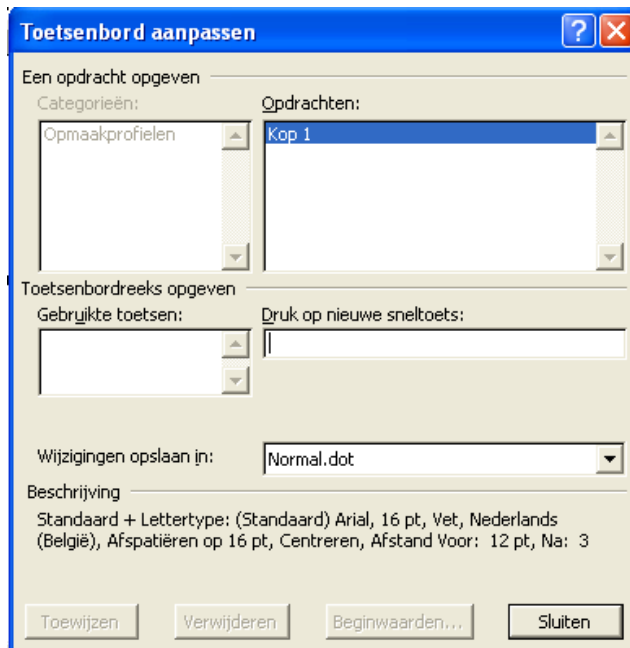 Toetsenbord aanpassen
Een opdracht opgeven
Categorieën:
Opdrachten:
Opmaakprofielen
Kop 1
Toetsenbordreeks opgeven
Gebruikte toetsen:
Druk op nieuwe sneltoets:
Wijzigingen opslaan in:
Normal.dot
Beschrijving
Standaard + Lettertype: (Standaard) Arial, 16 pt, Vet, Nederlands
(België), Afspatiëren op 16 pt, Centreren, Afstand Voor: 12 pt, Na: 3
Toewijzen
Verwijderen
Beginwaarden...
Sluiten